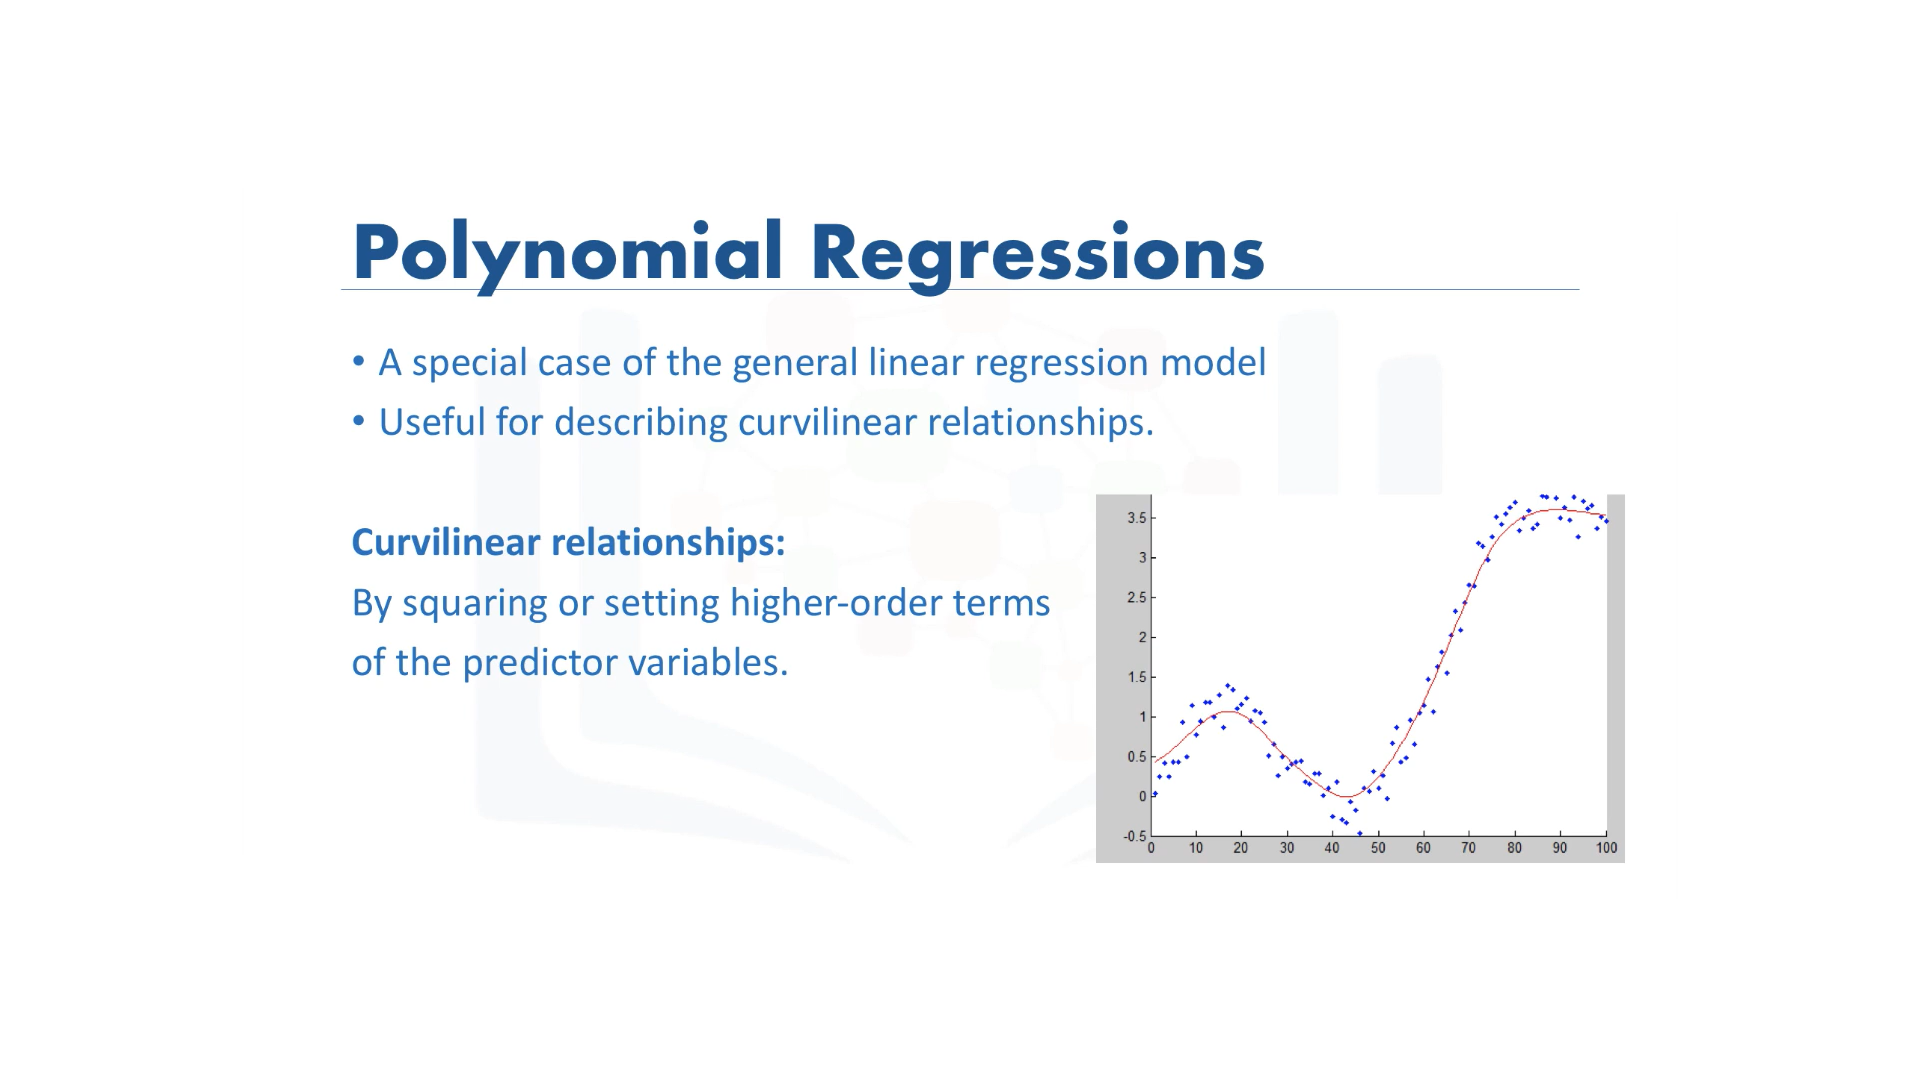 Polynomial Regressions
• A special case of the general linear regression model
• Useful for describing curvilinear relationships.
Curvilinear relationships:
By squaring or setting higher-order terms
of the predictor variables.
3.5
3
2.5
2
1.5
1
0.5
0
-0.5
0 10 20 30 40 50 60 70 80 90 100